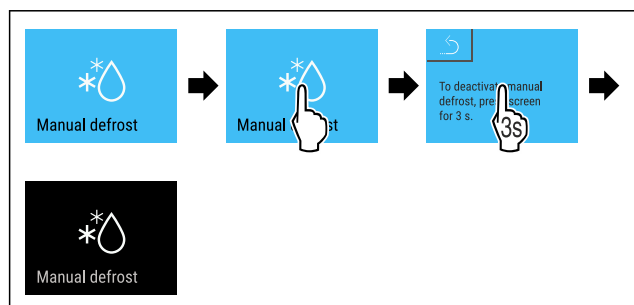 Manual defrost
Manual
To deactivate manual
defrost, press screen
for 3 s.
3s
Manual defrost